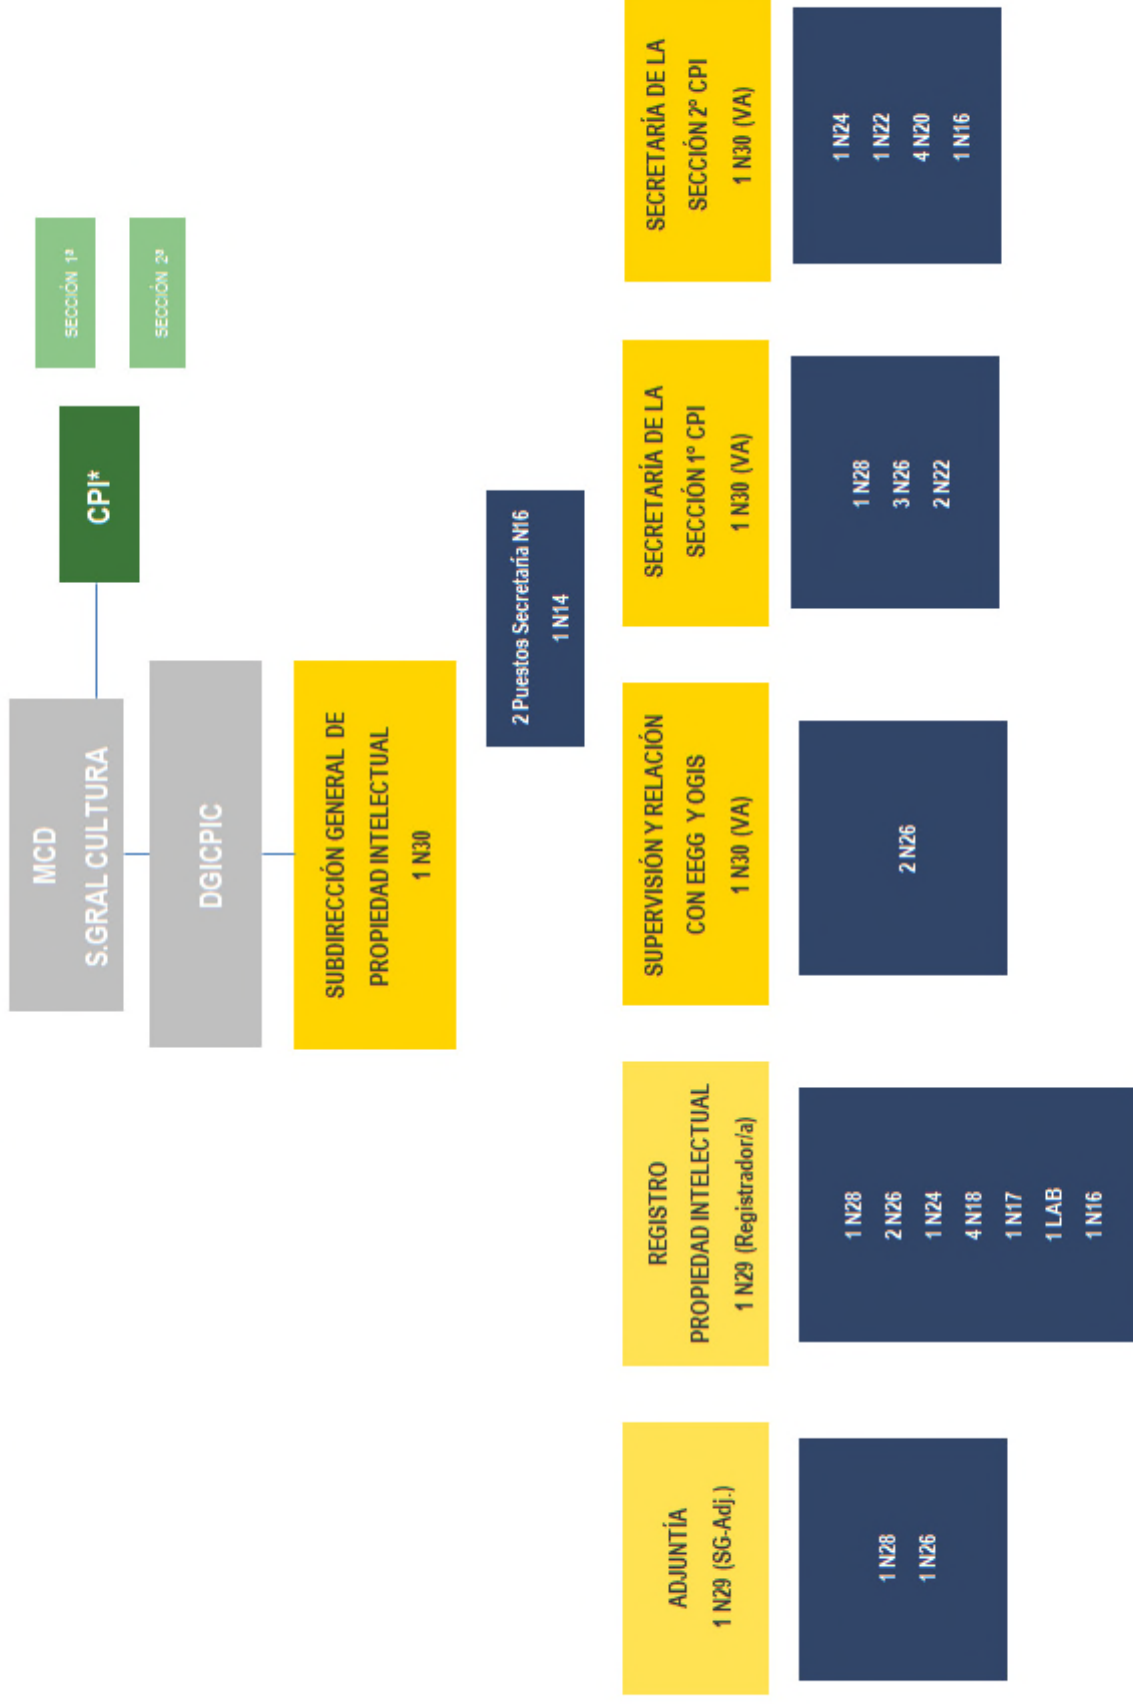 MCD
S.GRAL CULTURA
CPI*
SECCIÓN 1ª
SECCIÓN 2ª
DGICPIC
SUBDIRECCIÓN GENERAL DE
PROPIEDAD INTELECTUAL
1 N30
2 Puestos Secretaría N16
1 N14
ADJUNTÍA
1 N29 (SG-Adj.)
1 N28
1 N26
REGISTRO
PROPIEDAD INTELECTUAL
1 N29 (Registrador/a)
1 N28
2 N26
1 N24
4 N18
1 N17
1 LAB
1 N16
SUPERVISIÓN Y RELACIÓN
CON EEGG Y OGIS
1 N30 (VA)
2 N26
SECRETARÍA DE LA
SECCIÓN 1º CPI
1 N30 (VA)
1 N28
3 N26
2 N22
SECRETARÍA DE LA
SECCIÓN 2º CPI
1 N30 (VA)
1 N24
1 N22
4 N20
1 N16